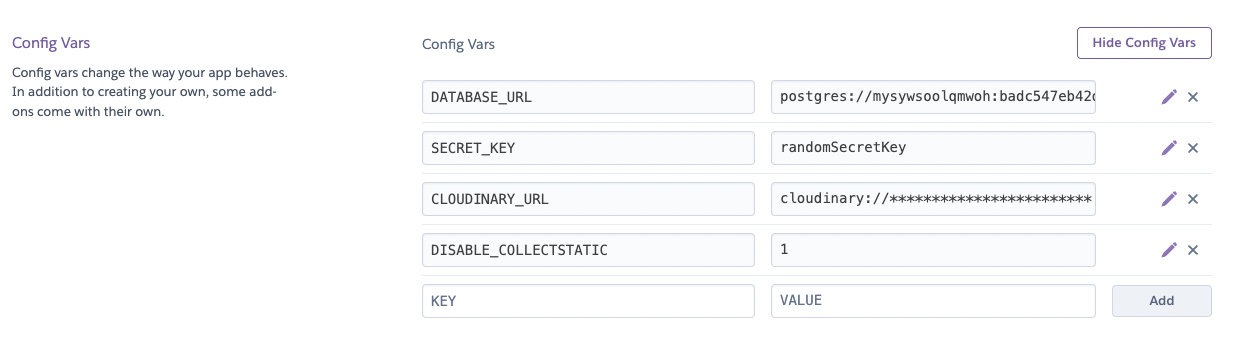 Config Vars
Config vars change the way your app behaves.
In addition to creating your own, some add-
ons come with their own.
Config Vars
Hide Config Vars
DATABASE_URL postgres://mysywsoolqmwoh:badc547eb42
SECRET_KEY randomSecretKey
CLOUDINARY_URL cloudinary://************************
DISABLE_COLLECTSTATIC 1
KEY VALUE Add